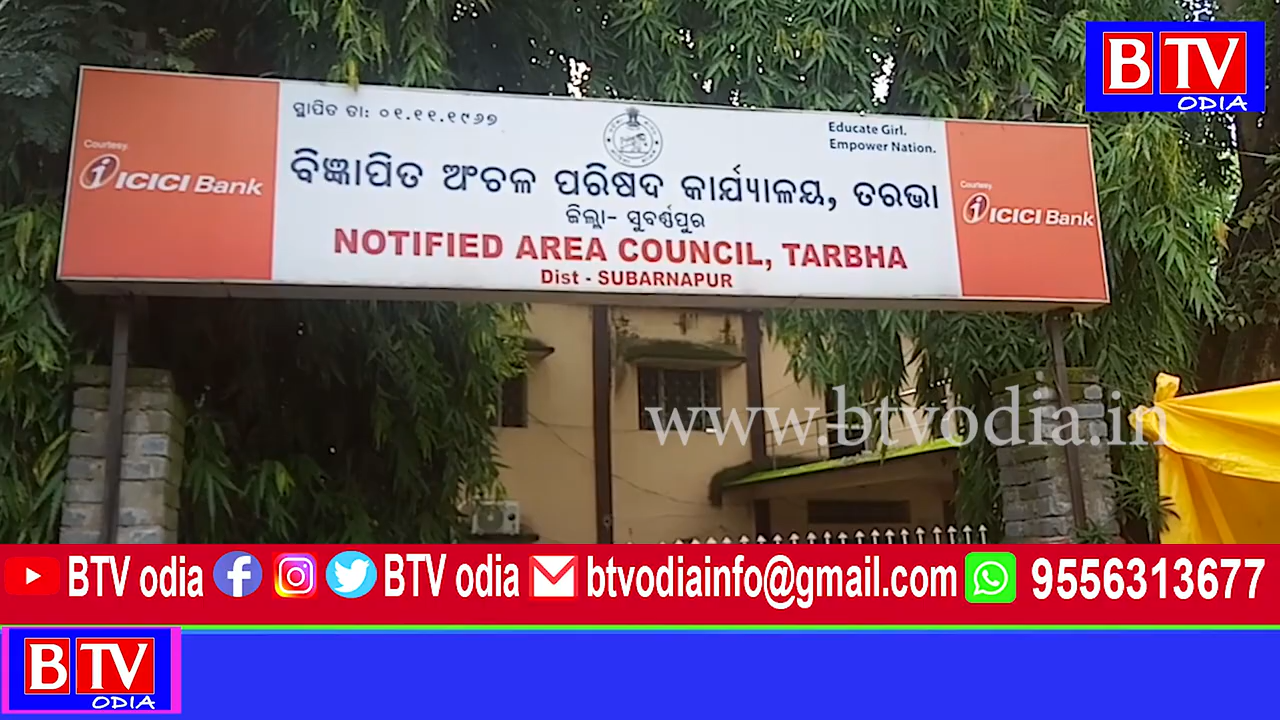 BTV
ODIA
ସ୍ଥାପିତ ତା: ୦୧.୧୧.୧୯୬୭
Educate Girl.
Empower Nation.
Courtesy.
ICICI Bank
ବିଜ୍ଞାପିତ ଅଂଚଳ ପରିଷଦ କାର୍ଯ୍ୟାଳୟ, ତରଭା
ଜିଲ୍ଲା- ସୁବର୍ଣ୍ଣପୁର
NOTIFIED AREA COUNCIL, TARBHA
Dist - SUBARNAPUR
Courtesy.
ICICI Bank
www.btvodia.in
BTV odia BTV odia btvodiainfo@gmail.com 9556313677
BTV
ODIA